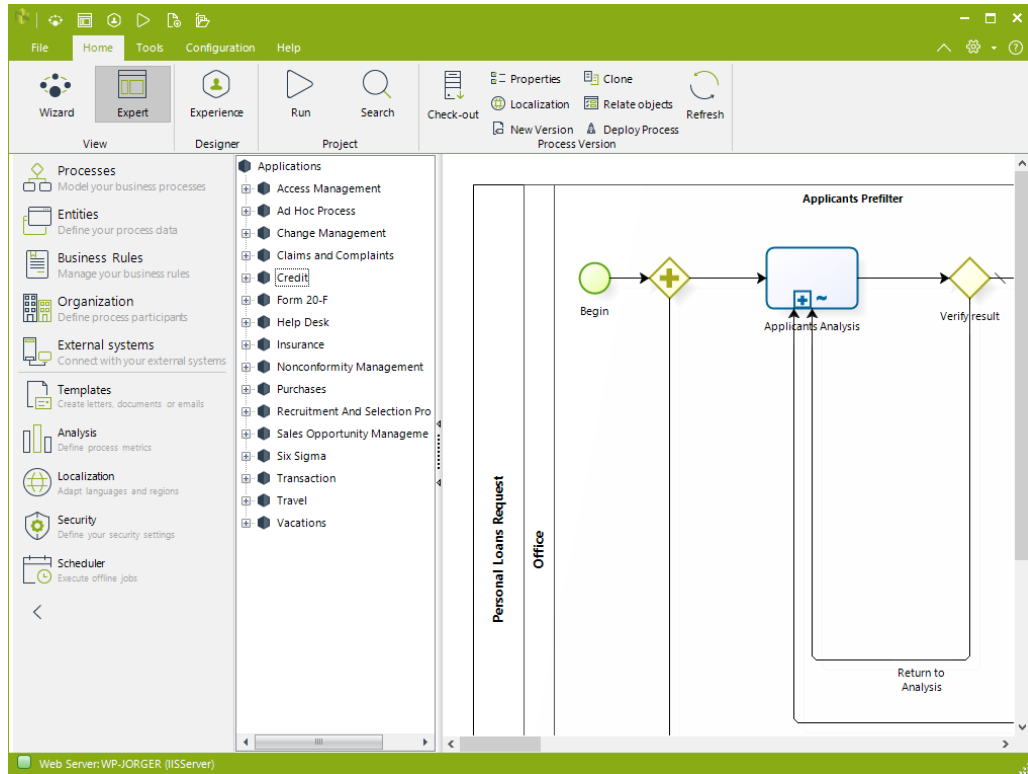 File Home Tools Configuration Help
Wizard Expert Experience Run Search Check-out Properties Localization New Version Clone Relate objects Deploy Process Refresh
View Designer Project Process Version
Processes
Model your business processes
Entities
Define your process data
Business Rules
Manage your business rules
Organization
Define process participants
External systems
Connect with your external systems
Templates
Create letters, documents or emails
Analysis
Define process metrics
Localization
Adapt languages and regions
Security
Define your security settings
Scheduler
Execute offline jobs
Applications
Access Management
Ad Hoc Process
Change Management
Claims and Complaints
Credit
Form 20-F
Help Desk
Insurance
Nonconformity Management
Purchases
Recruitment And Selection Pro
Sales Opportunity Manageme
Six Sigma
Transaction
Travel
Vacations
Personal Loans Request
Office
Applicants Prefilter
Begin
Applicants Analysis
Verify result
Return to
Analysis
Web Server: WP-JORGER (IISServer)